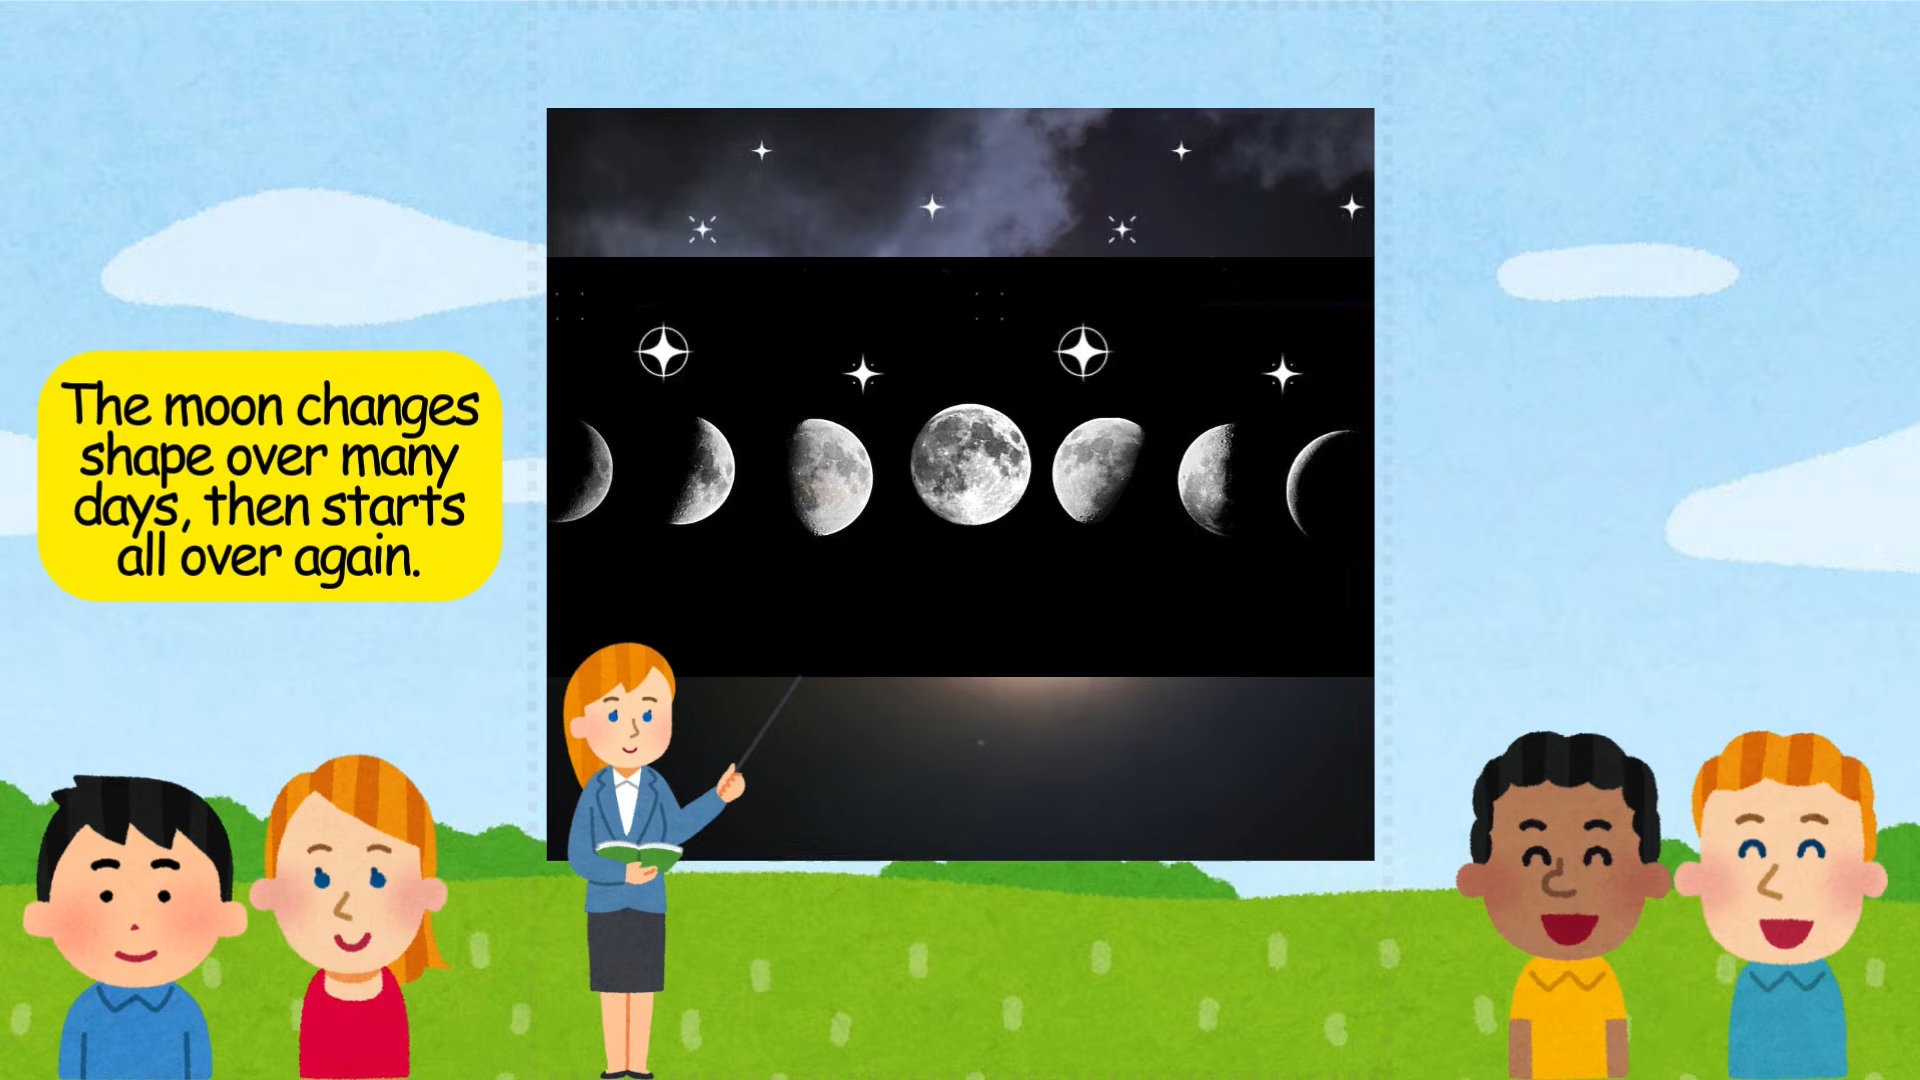 The moon changes
shape over many
days, then starts
all over again.